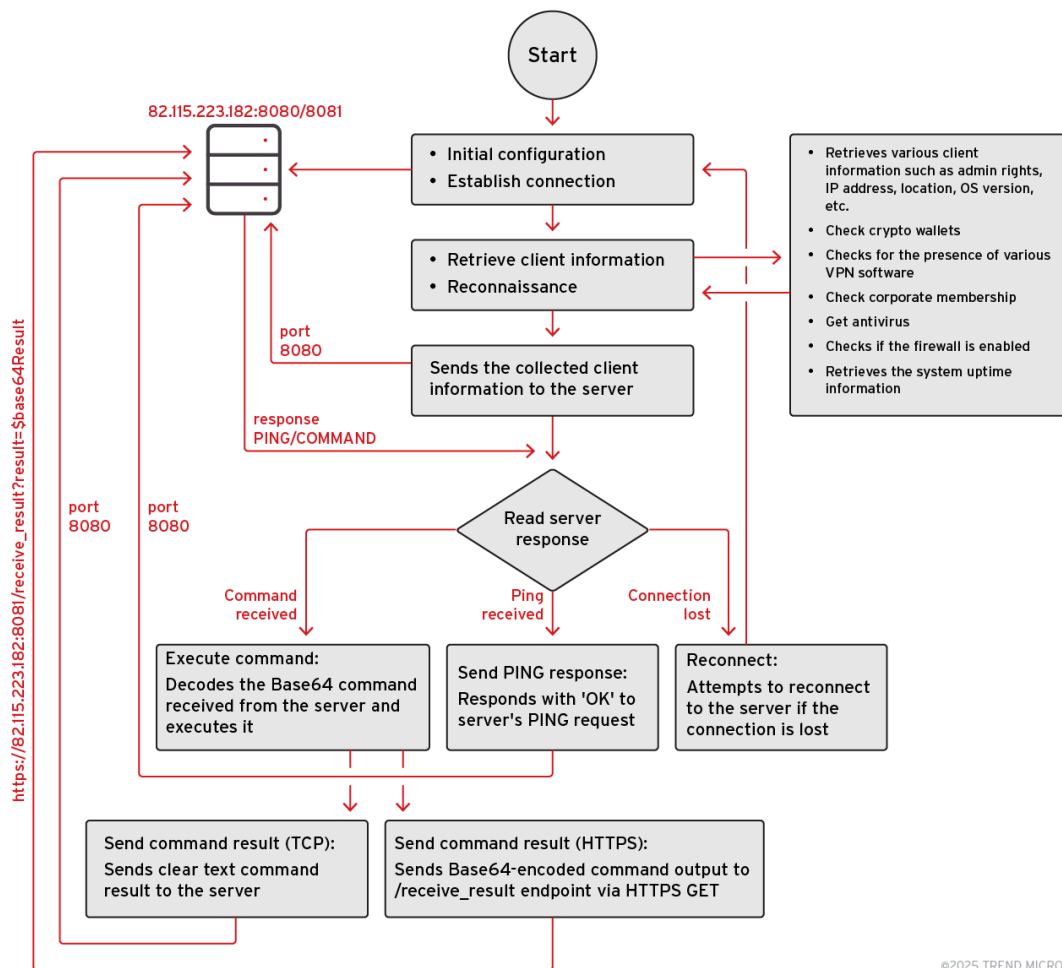 Start
82.115.223.182:8080/8081
• Initial configuration
• Establish connection
• Retrieves various client
information such as admin rights,
IP address, location, OS version,
etc.
• Check crypto wallets
• Checks for the presence of various
VPN software
• Check corporate membership
• Get antivirus
• Checks if the firewall is enabled
• Retrieves the system uptime
information
• Retrieve client information
• Reconnaissance
port
8080
Sends the collected client
information to the server
response
PING/COMMAND
https://82.115.223.182:8081/receive_result?result=$base64Result
port
8080
port
8080
Read server
response
Command
received
Ping
received
Connection
lost
Execute command:
Decodes the Base64 command
received from the server and
executes it
Send PING response:
Responds with 'OK' to
server's PING request
Reconnect:
Attempts to reconnect
to the server if the
connection is lost
Send command result (TCP):
Sends clear text command
result to the server
Send command result (HTTPS):
Sends Base64-encoded command output to
/receive_result endpoint via HTTPS GET
©2025 TREND MICRO